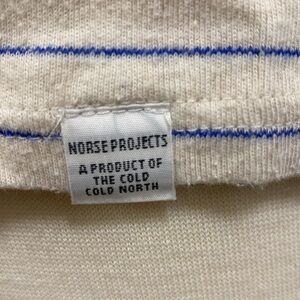 NORSE PROJECTS
A PRODUCT OF
THE COLD
COLD NORTH